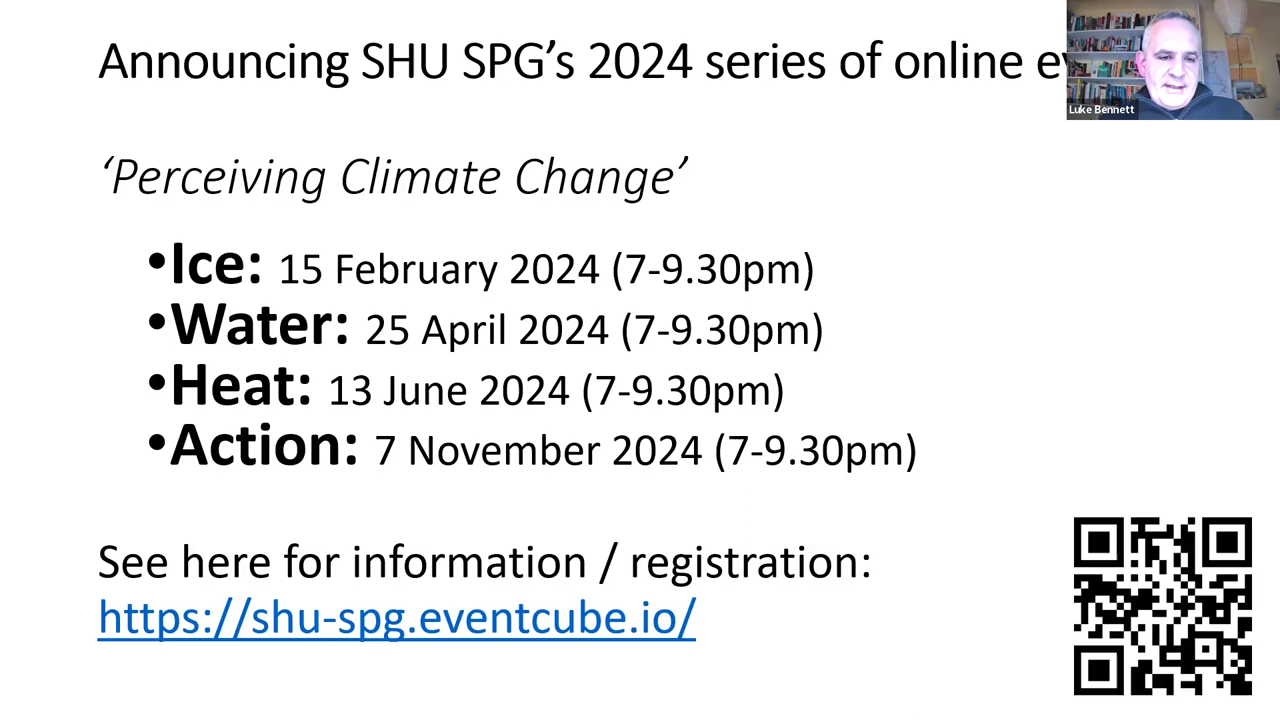 Announcing SHU SPG's 2024 series of online
Luke Bennett
‘Perceiving Climate Change’
•Ice: 15 February 2024 (7-9.30pm)
•Water: 25 April 2024 (7-9.30pm)
•Heat: 13 June 2024 (7-9.30pm)
•Action: 7 November 2024 (7-9.30pm)
See here for information / registration:
https://shu-spg.eventcube.io/